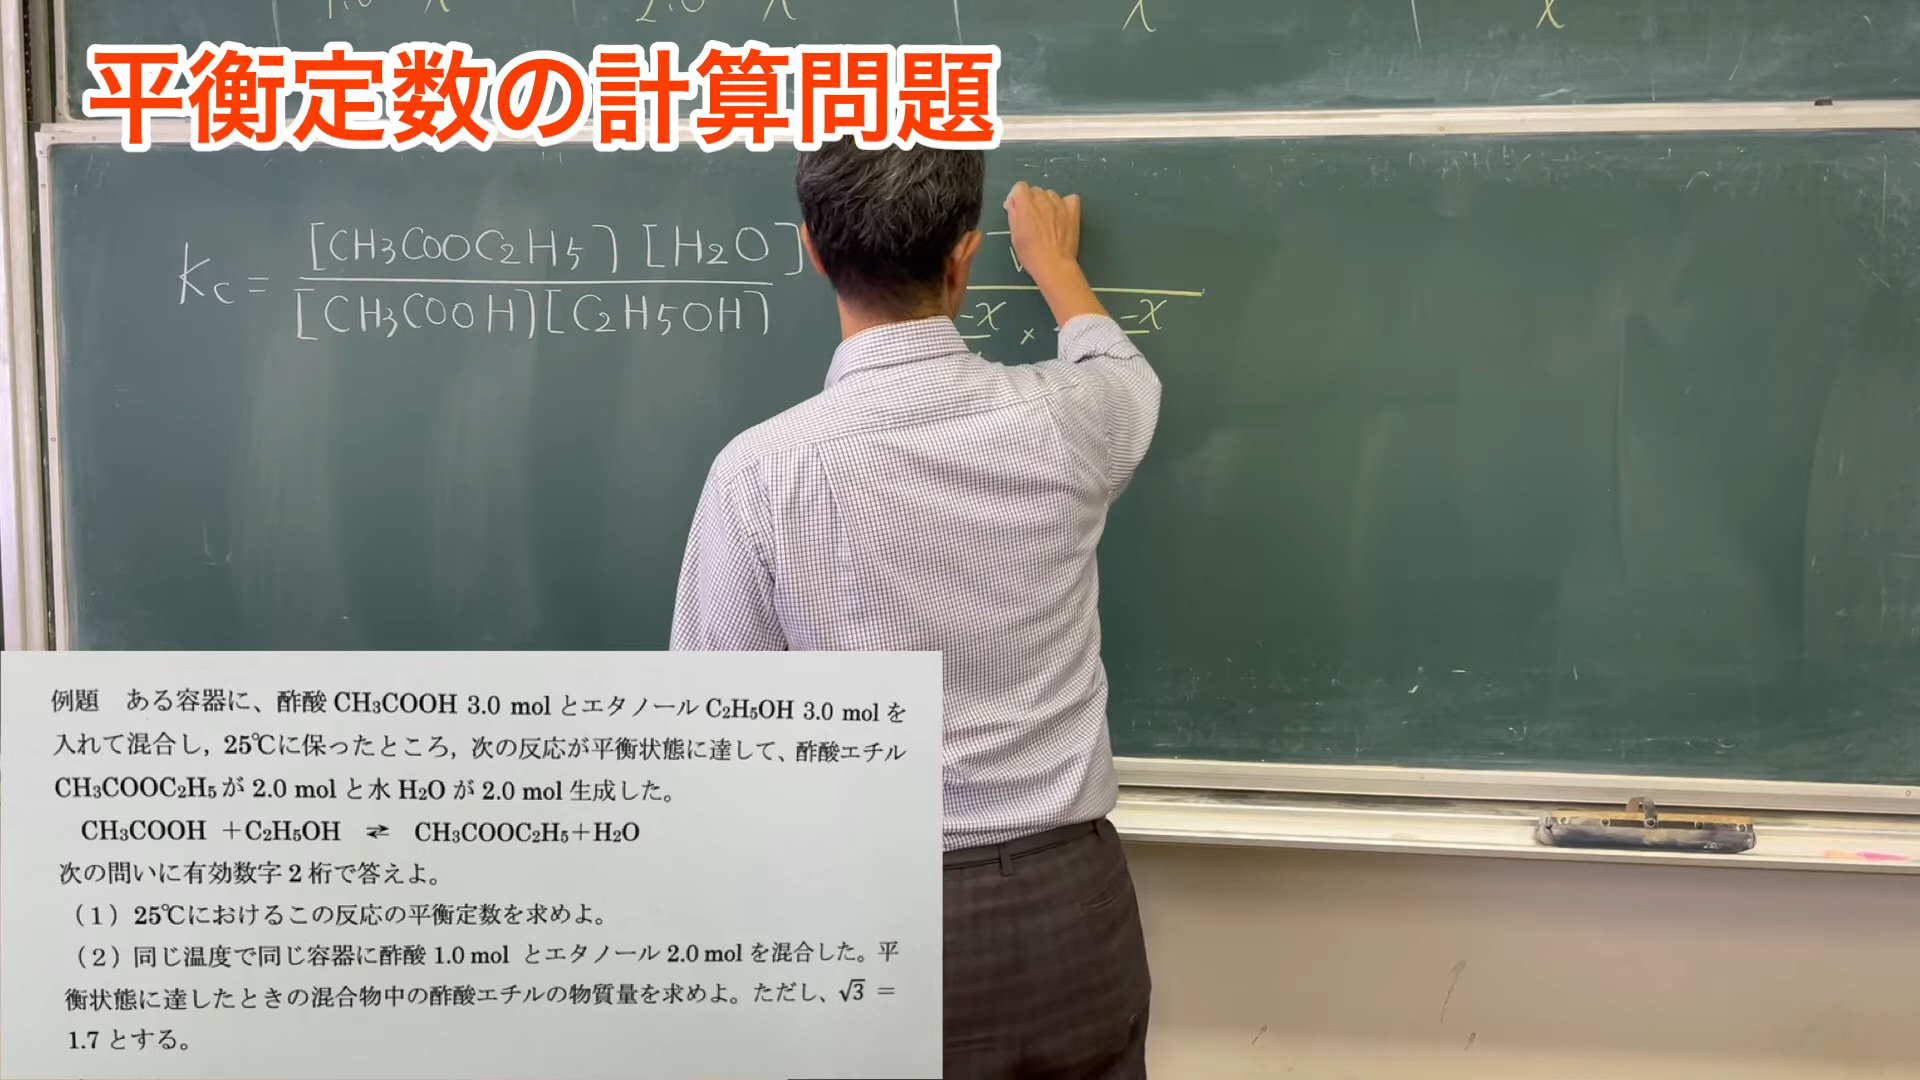 1.0 - x 2.0 - x x x
平衡定数の計算問題
[CH3COOC2H5] [H2O]
Kc =
[CH3COOH][C2H5OH]
V
-x × -x
例題　ある容器に、酢酸 CH₃COOH 3.0 mol とエタノール C₂H₅OH 3.0 mol を
入れて混合し，25℃に保ったところ，次の反応が平衡状態に達して、酢酸エチル
CH₃COOC₂H₅ が 2.0 mol と水 H₂O が 2.0 mol 生成した。
CH₃COOH ＋C₂H₅OH ⇄ CH₃COOC₂H₅＋H₂O
次の問いに有効数字 2 桁で答えよ。
（1）25℃におけるこの反応の平衡定数を求めよ。
（2）同じ温度で同じ容器に酢酸 1.0 mol とエタノール 2.0 mol を混合した。平
衡状態に達したときの混合物中の酢酸エチルの物質量を求めよ。ただし、√3 ＝
1.7 とする。